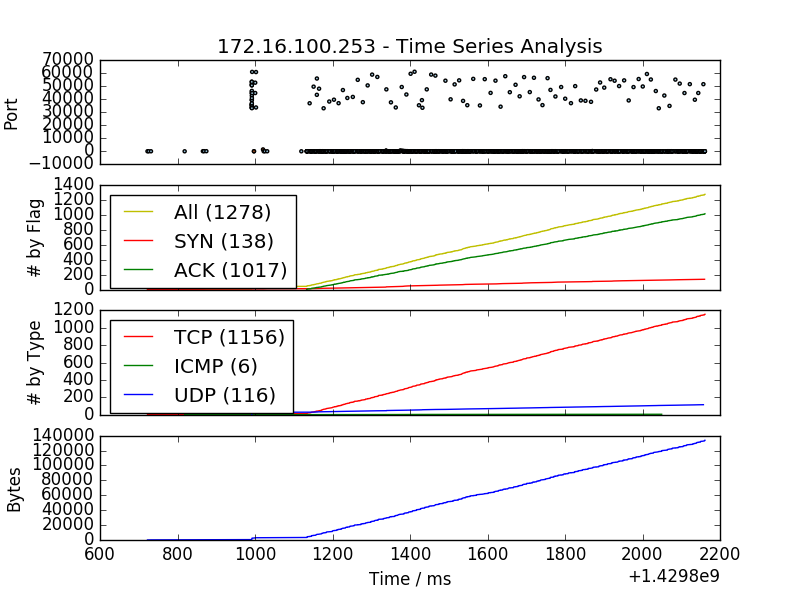 172.16.100.253 - Time Series Analysis
70000
60000
50000
40000
30000
20000
10000
0
−10000
Port
1400
1200
1000
800
600
400
200
0
# by Flag
All (1278)
SYN (138)
ACK (1017)
1200
1000
800
600
400
200
0
# by Type
TCP (1156)
ICMP (6)
UDP (116)
140000
120000
100000
80000
60000
40000
20000
0
Bytes
600 800 1000 1200 1400 1600 1800 2000 2200
Time / ms
+1.4298e9